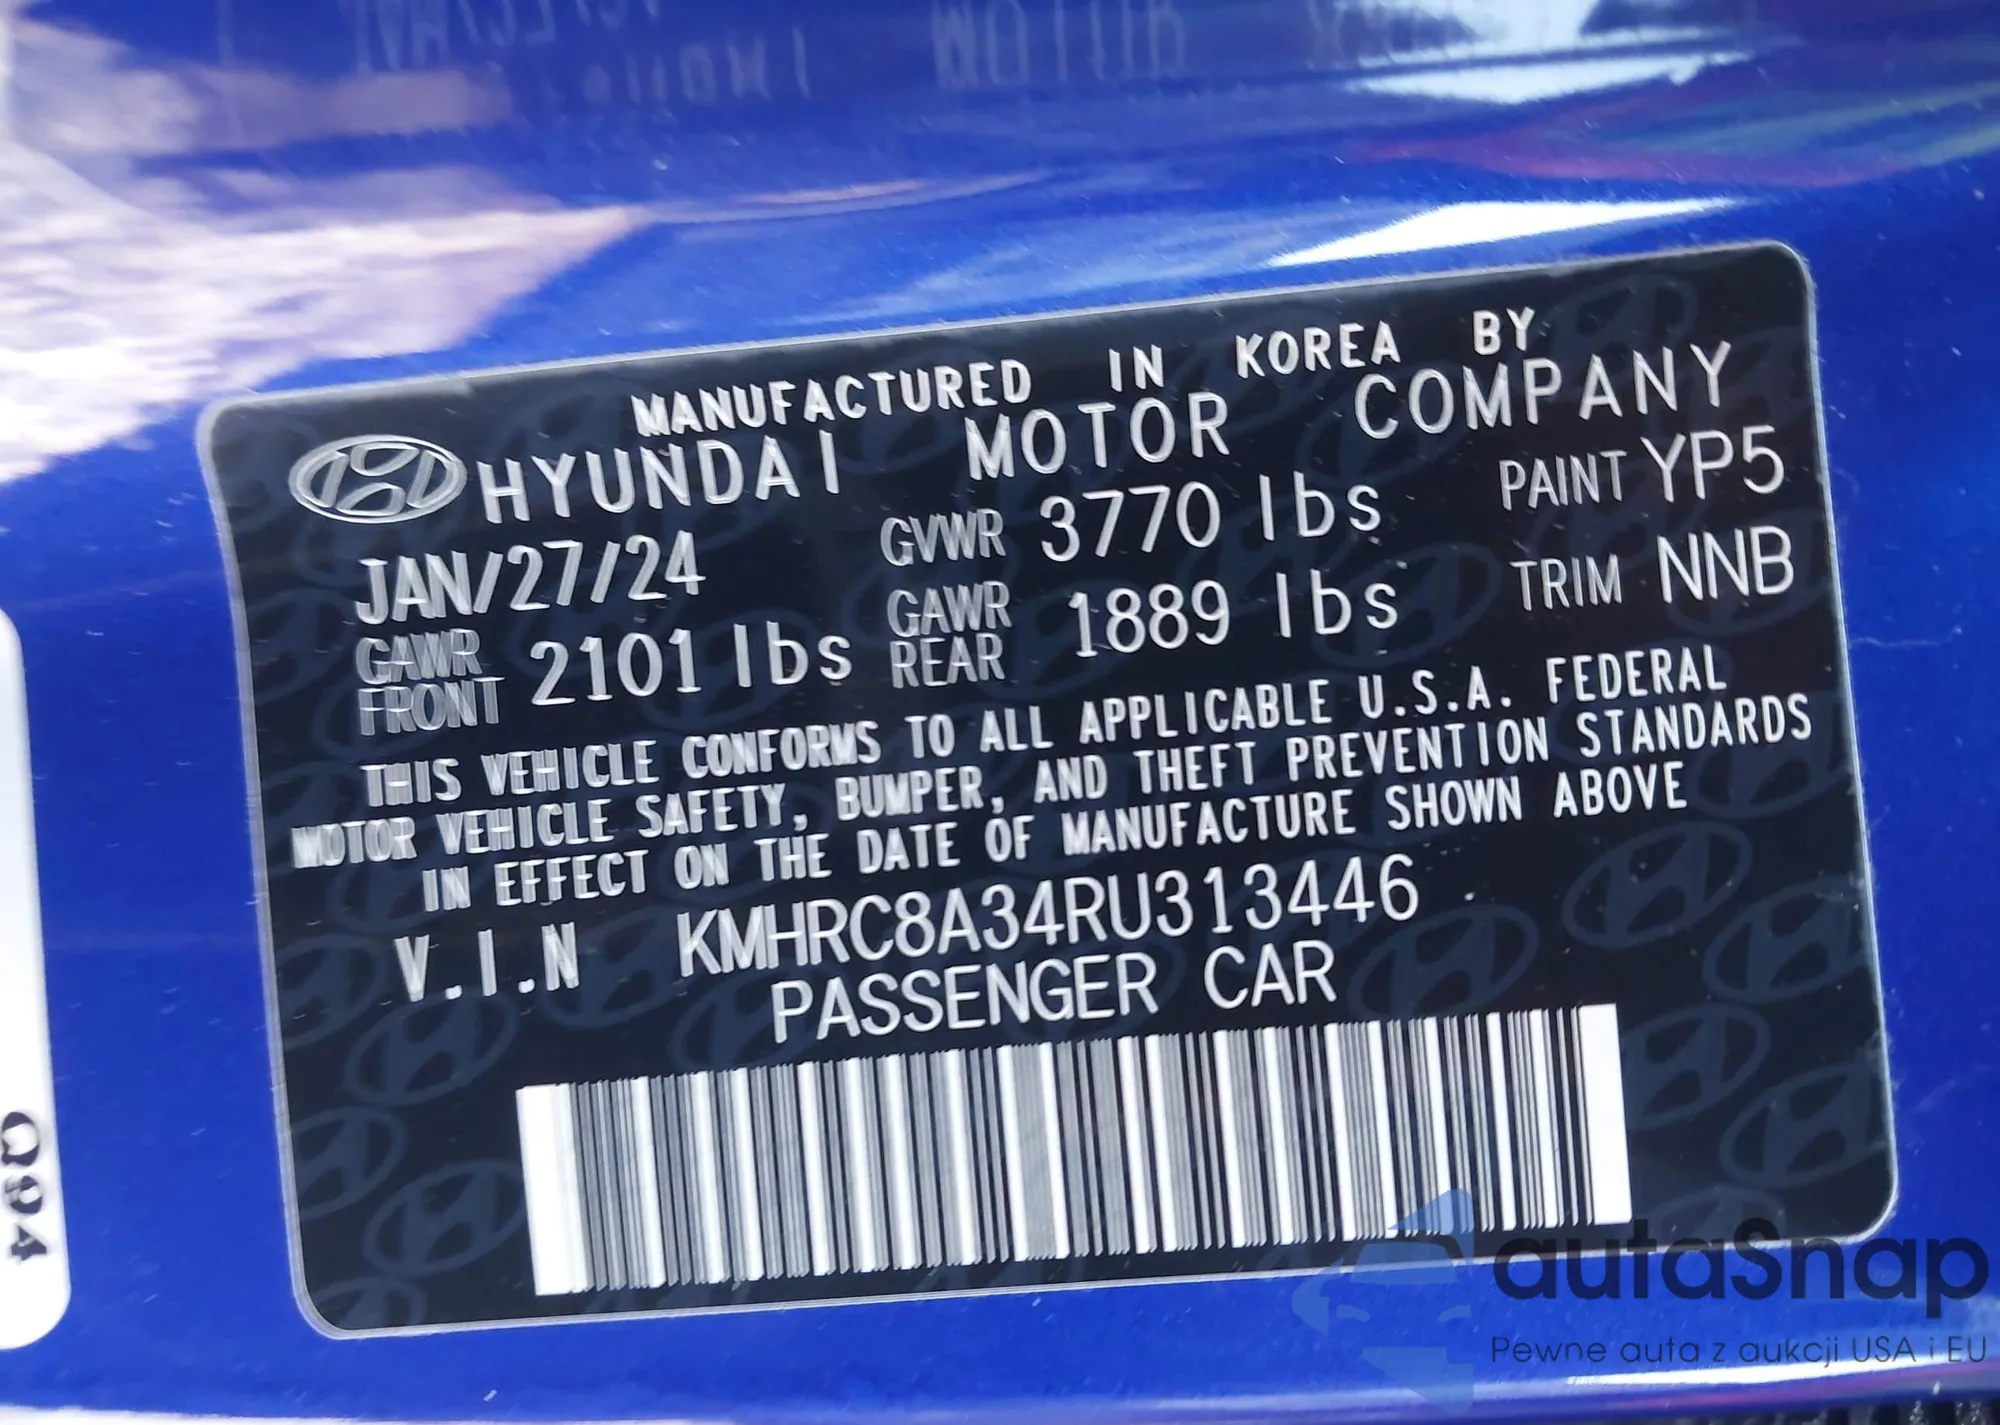 MANUFACTURED IN KOREA BY
HYUNDAI MOTOR COMPANY
JAN/27/24 GVWR 3770 lbs PAINT YP5
GAWR FRONT 2101 lbs GAWR REAR 1889 lbs TRIM NNB
THIS VEHICLE CONFORMS TO ALL APPLICABLE U.S.A. FEDERAL
MOTOR VEHICLE SAFETY, BUMPER, AND THEFT PREVENTION STANDARDS
IN EFFECT ON THE DATE OF MANUFACTURE SHOWN ABOVE
V.I.N KMHRC8A34RU313446
PASSENGER CAR
Q94
autaSnap
Pewne auta z aukcji USA i EU